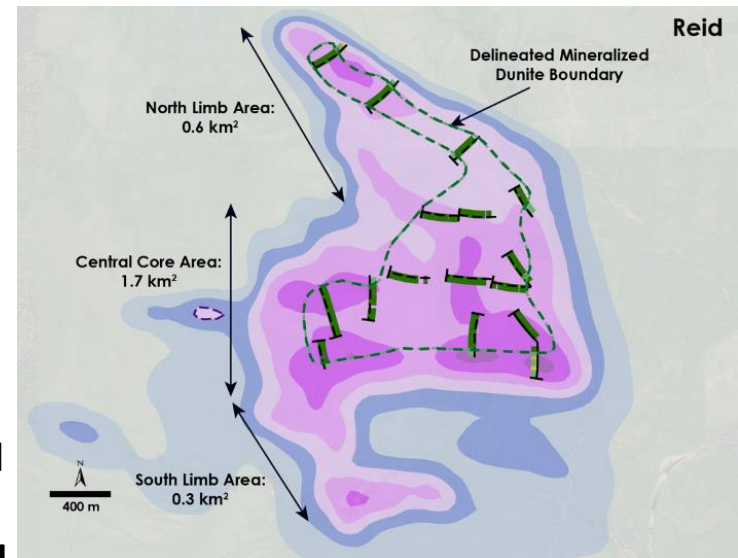 Reid
Delineated Mineralized
Dunite Boundary
North Limb Area:
0.6 km²
Central Core Area:
1.7 km²
South Limb Area:
0.3 km²
N
400 m